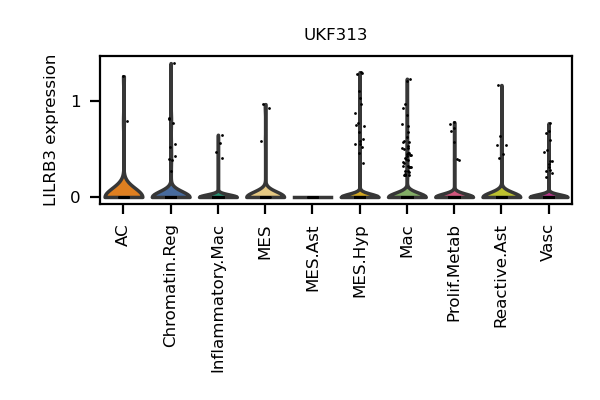 UKF313
LILRB3 expression
1
0
AC
Chromatin.Reg
Inflammatory.Mac
MES
MES.Ast
MES.Hyp
Mac
Prolif.Metab
Reactive.Ast
Vasc